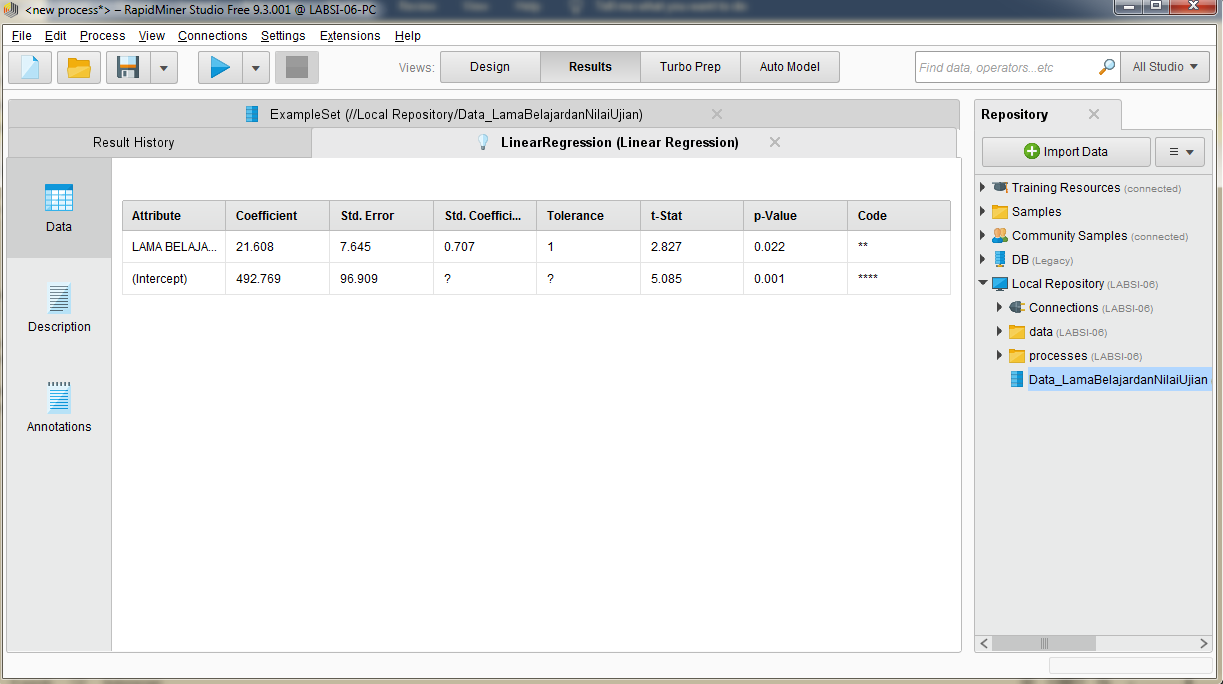 <new process*> – RapidMiner Studio Free 9.3.001 @ LABSI-06-PC
File Edit Process View Connections Settings Extensions Help
Views: Design Results Turbo Prep Auto Model Find data, operators...etc All Studio
ExampleSet (//Local Repository/Data_LamaBelajardanNilaiUjian)
Result History LinearRegression (Linear Regression)
Data
Description
Annotations
Attribute Coefficient Std. Error Std. Coeffici... Tolerance t-Stat p-Value Code
LAMA BELAJA... 21.608 7.645 0.707 1 2.827 0.022 **
(Intercept) 492.769 96.909 ? ? 5.085 0.001 ****
Repository
Import Data
Training Resources (connected)
Samples
Community Samples (connected)
DB (Legacy)
Local Repository (LABSI-06)
Connections (LABSI-06)
data (LABSI-06)
processes (LABSI-06)
Data_LamaBelajardanNilaiUjian